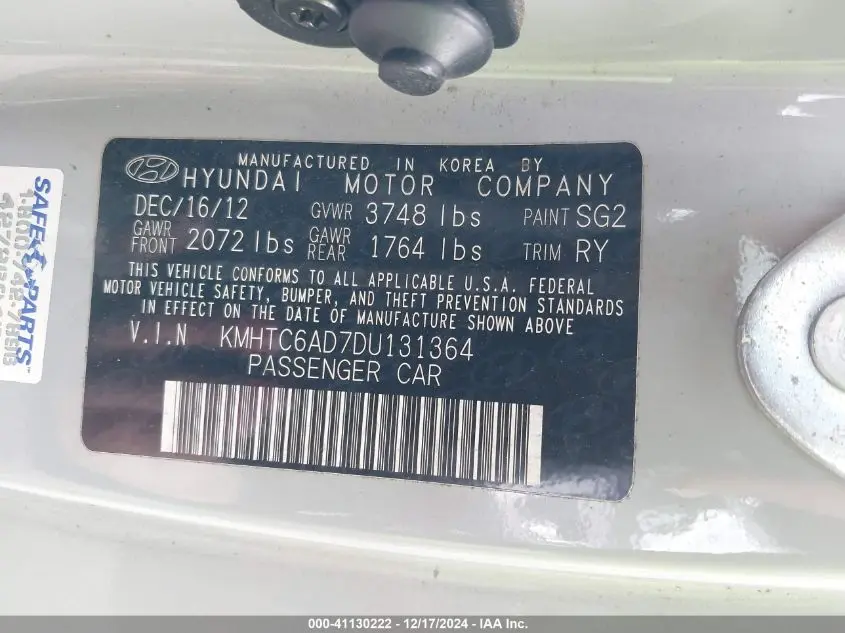 MANUFACTURED IN KOREA BY
HYUNDAI MOTOR COMPANY
DEC/16/12 GVWR 3748 lbs PAINT SG2
GAWR FRONT 2072 lbs GAWR REAR 1764 lbs TRIM RY
THIS VEHICLE CONFORMS TO ALL APPLICABLE U.S.A. FEDERAL
MOTOR VEHICLE SAFETY, BUMPER, AND THEFT PREVENTION STANDARDS
IN EFFECT ON THE DATE OF MANUFACTURE SHOWN ABOVE
V.I.N KMHTC6AD7DU131364
PASSENGER CAR
SAFE PARTS™
000-41130222 - 12/17/2024 - IAAI.COM